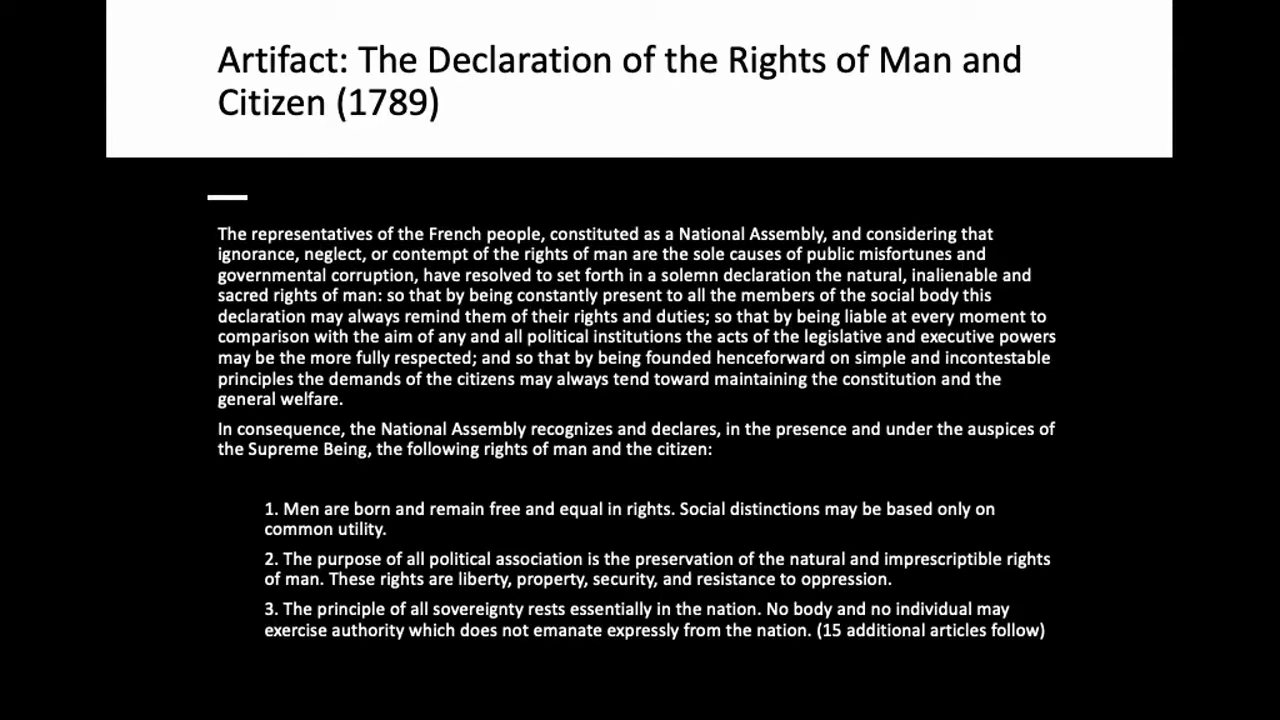 Artifact: The Declaration of the Rights of Man and
Citizen (1789)
The representatives of the French people, constituted as a National Assembly, and considering that
ignorance, neglect, or contempt of the rights of man are the sole causes of public misfortunes and
governmental corruption, have resolved to set forth in a solemn declaration the natural, inalienable and
sacred rights of man: so that by being constantly present to all the members of the social body this
declaration may always remind them of their rights and duties; so that by being liable at every moment to
comparison with the aim of any and all political institutions the acts of the legislative and executive powers
may be the more fully respected; and so that by being founded henceforward on simple and incontestable
principles the demands of the citizens may always tend toward maintaining the constitution and the
general welfare.
In consequence, the National Assembly recognizes and declares, in the presence and under the auspices of
the Supreme Being, the following rights of man and the citizen:
1. Men are born and remain free and equal in rights. Social distinctions may be based only on
common utility.
2. The purpose of all political association is the preservation of the natural and imprescriptible rights
of man. These rights are liberty, property, security, and resistance to oppression.
3. The principle of all sovereignty rests essentially in the nation. No body and no individual may
exercise authority which does not emanate expressly from the nation. (15 additional articles follow)